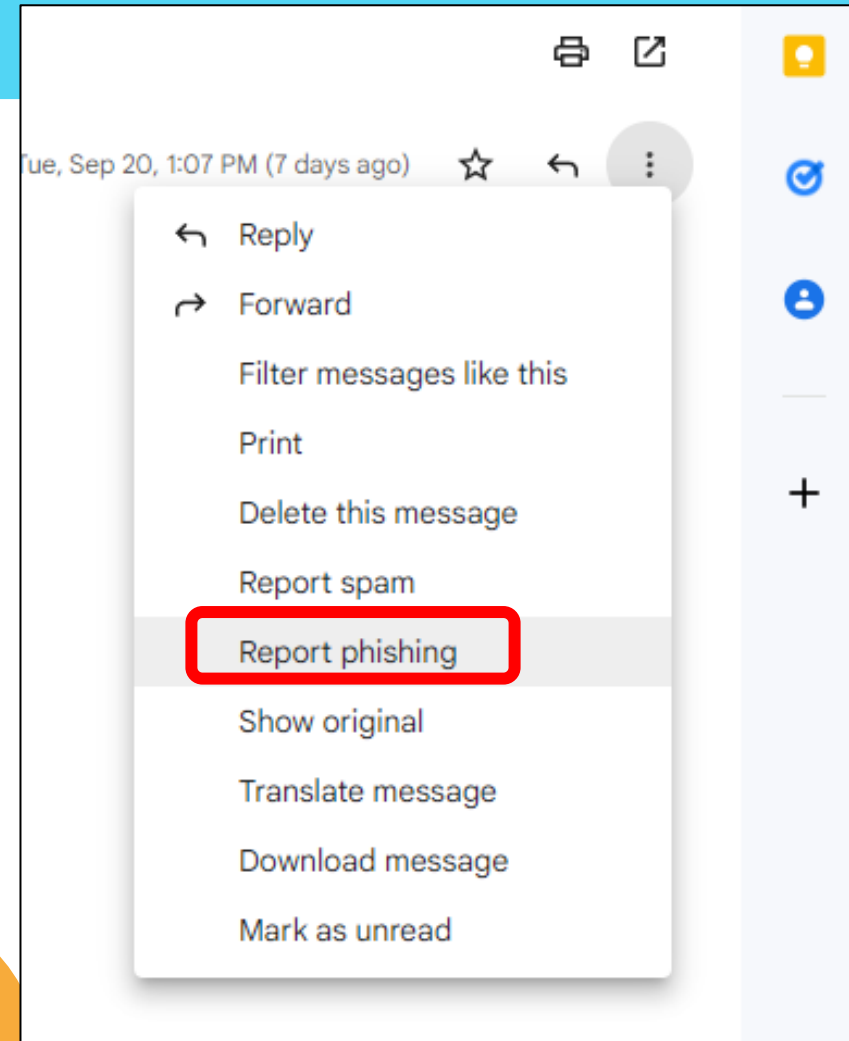 Tue, Sep 20, 1:07 PM (7 days ago)
Reply
Forward
Filter messages like this
Print
Delete this message
Report spam
Report phishing
Show original
Translate message
Download message
Mark as unread